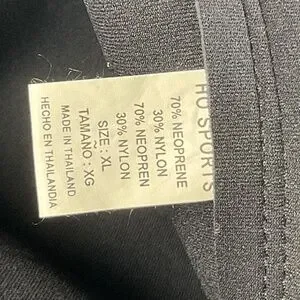 HO SPORTS
70% NEOPRENE
30% NYLON
70% NEOPREN
30% NYLON
SIZE : XL
TAMAÑO : XG
MADE IN THAILAND
HECHO EN THAILANDIA